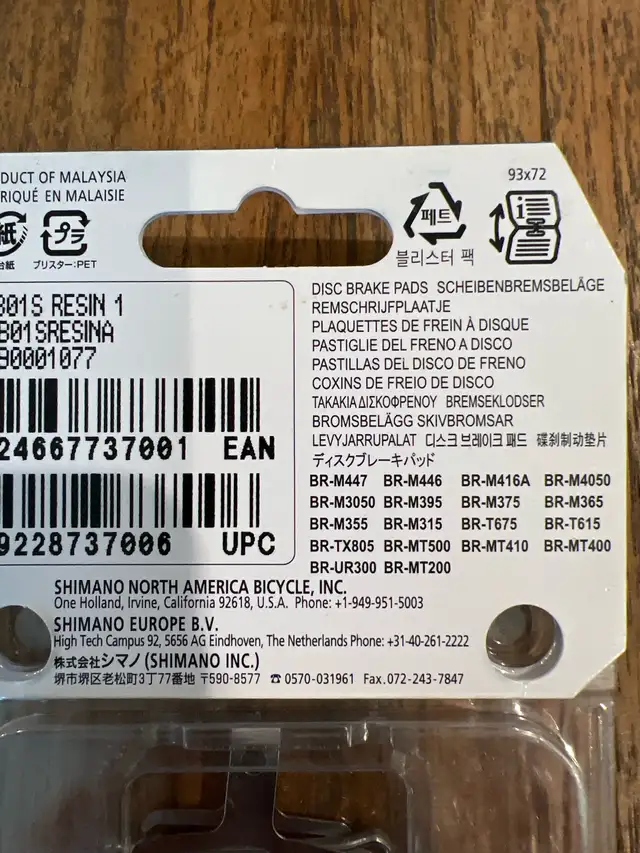 DUCT OF MALAYSIA
RIQUÉ EN MALAISIE
紙
台紙
プラ
ブリスター:PET
페트
블리스터 팩
93x72
i
B01S RESIN 1
B01SRESINA
B0001077
24667737001 EAN
9228737006 UPC
DISC BRAKE PADS SCHEIBENBREMSBELÄGE
REMSCHRIJFPLAATJE
PLAQUETTES DE FREIN À DISQUE
PASTIGLIE DEL FRENO A DISCO
PASTILLAS DEL DISCO DE FRENO
COXINS DE FREIO DE DISCO
ΤΑΚΑΚΙΑ ΔΙΣΚΟΦΡΕΝΟΥ BREMSEKLODSER
BROMSBELÄGG SKIVBROMSAR
LEVYJARRUPALAT 디스크 브레이크 패드 碟刹制动垫片
ディスクブレーキパッド
BR-M447 BR-M446 BR-M416A BR-M4050
BR-M3050 BR-M395 BR-M375 BR-M365
BR-M355 BR-M315 BR-T675 BR-T615
BR-TX805 BR-MT500 BR-MT410 BR-MT400
BR-UR300 BR-MT200
SHIMANO NORTH AMERICA BICYCLE, INC.
One Holland, Irvine, California 92618, U.S.A. Phone: +1-949-951-5003
SHIMANO EUROPE B.V.
High Tech Campus 92, 5656 AG Eindhoven, The Netherlands Phone: +31-40-261-2222
株式会社シマノ (SHIMANO INC.)
堺市堺区老松町3丁77番地 〒590-8577 ☎ 0570-031961 Fax.072-243-7847